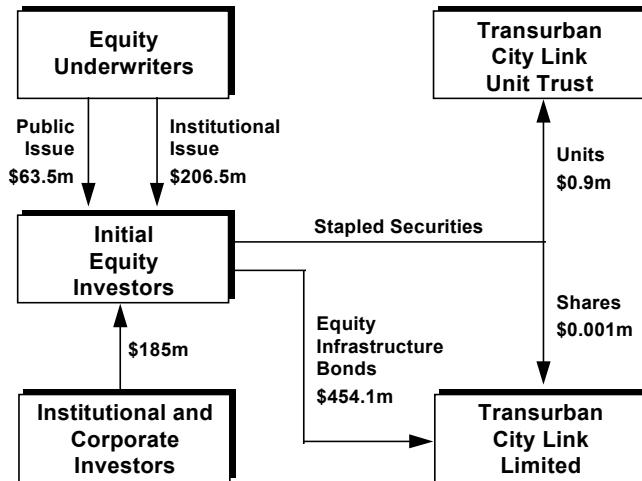 Equity
Underwriters
Transurban
City Link
Unit Trust
Public
Issue
$63.5m
Institutional
Issue
$206.5m
Units
$0.9m
Initial
Equity
Investors
Stapled Securities
Shares
$0.001m
Equity
Infrastructure
Bonds
$454.1m
$185m
Institutional and
Corporate
Investors
Transurban
City Link
Limited